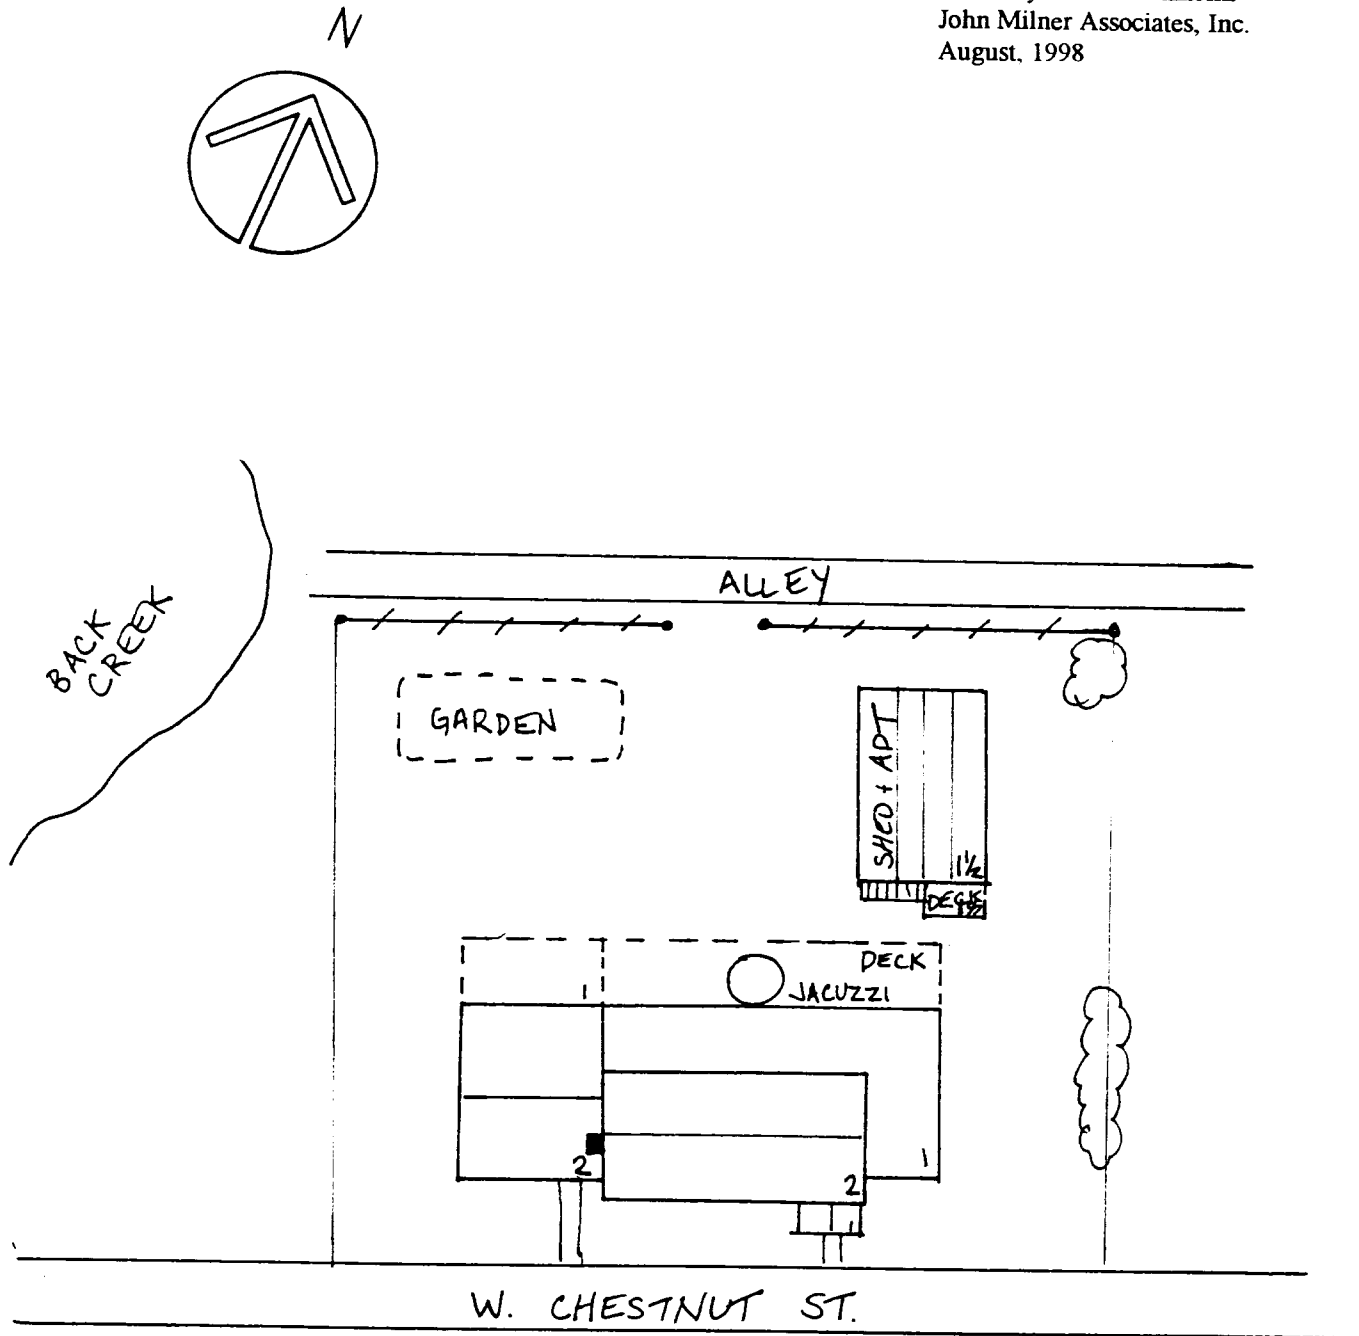 John Milner Associates, Inc.
August, 1998
N
ALLEY
BACK
CREEK
GARDEN
SHED + APT
1½
DECK
DECK
JACUZZI
1
1
2
2
1
W. CHESTNUT ST.